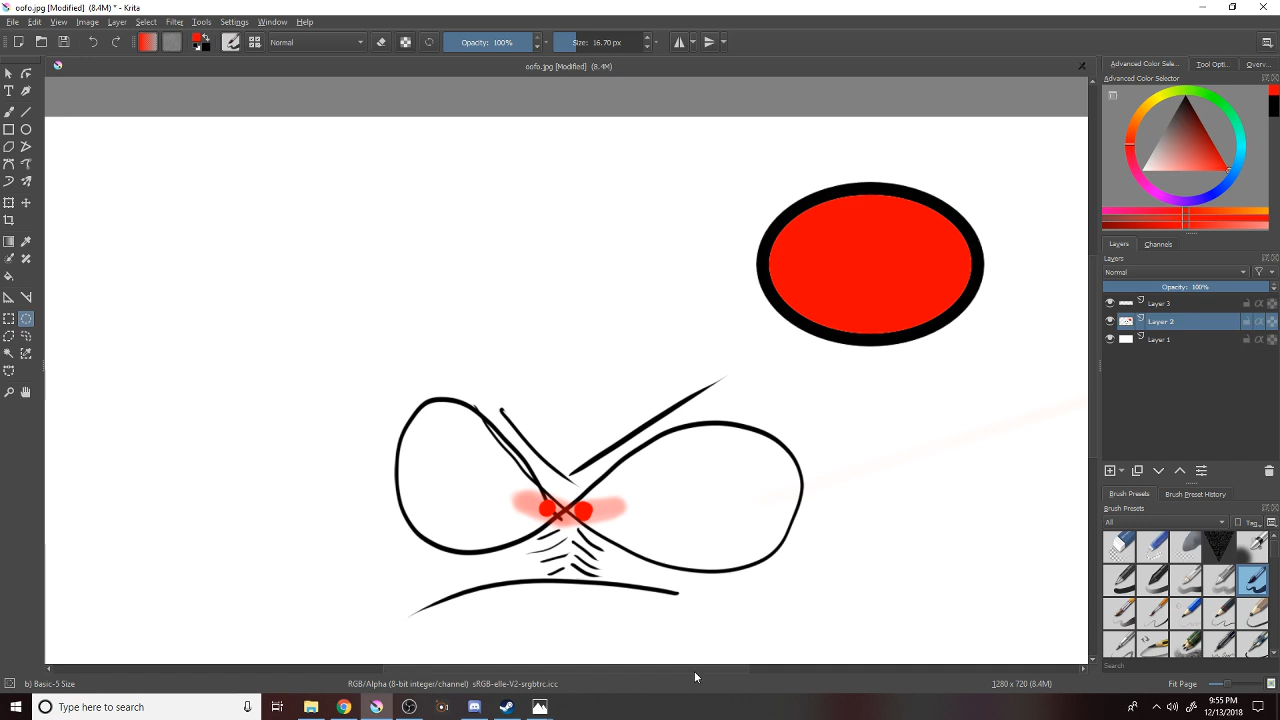 oofo.jpg [Modified] (8.4M) * - Krita
File Edit View Image Layer Select Filter Tools Settings Window Help
Normal
Opacity: 100%
Size: 16.70 px
oofo.jpg [Modified] (8.4M)
Advanced Color Sele...
Tool Opti...
Overv...
Advanced Color Selector
Layers
Channels
Layers
Normal
Opacity: 100%
Layer 3
Layer 2
Layer 1
Brush Presets
Brush Preset History
Brush Presets
All
Tag
Search
b) Basic-5 Size
RGB/Alpha (8-bit integer/channel) sRGB-elle-V2-srgbtrc.icc
1280 x 720 (8.4M)
Fit Page
Type here to search
9:55 PM
12/13/2018